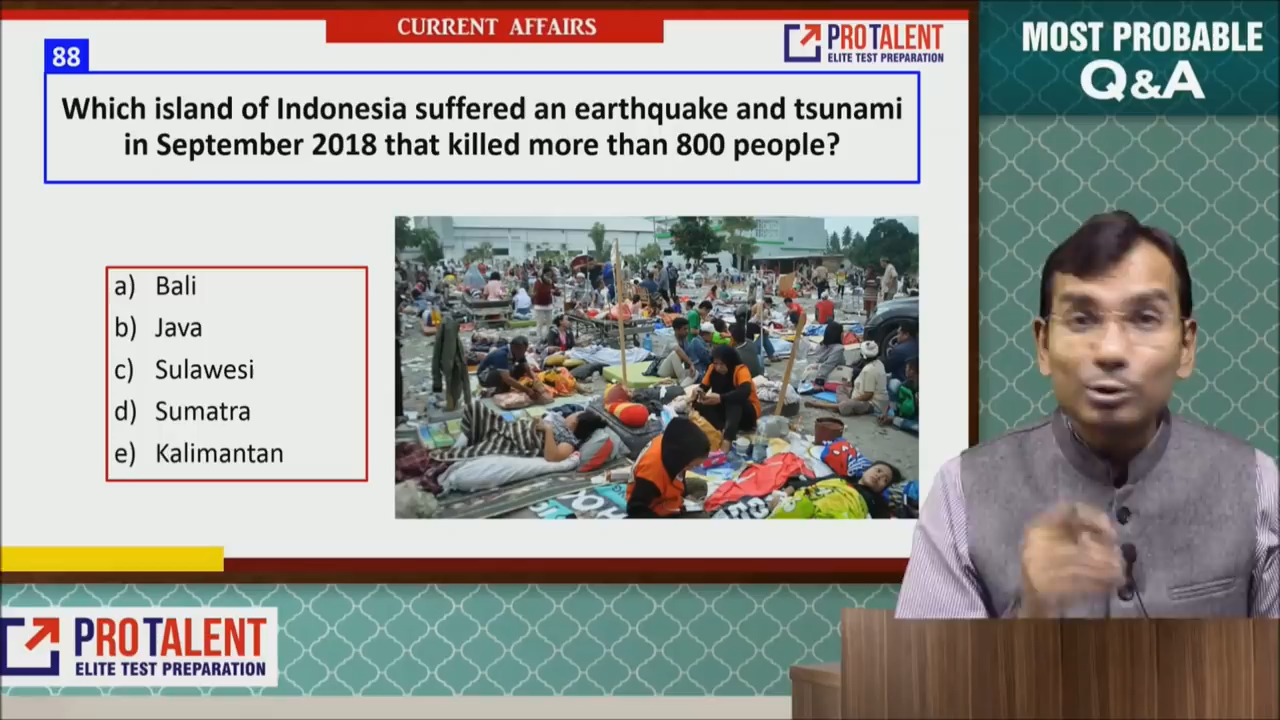 CURRENT AFFAIRS
PROTALENT
ELITE TEST PREPARATION
MOST PROBABLE
Q&A
88
Which island of Indonesia suffered an earthquake and tsunami
in September 2018 that killed more than 800 people?
a) Bali
b) Java
c) Sulawesi
d) Sumatra
e) Kalimantan
PROTALENT
ELITE TEST PREPARATION